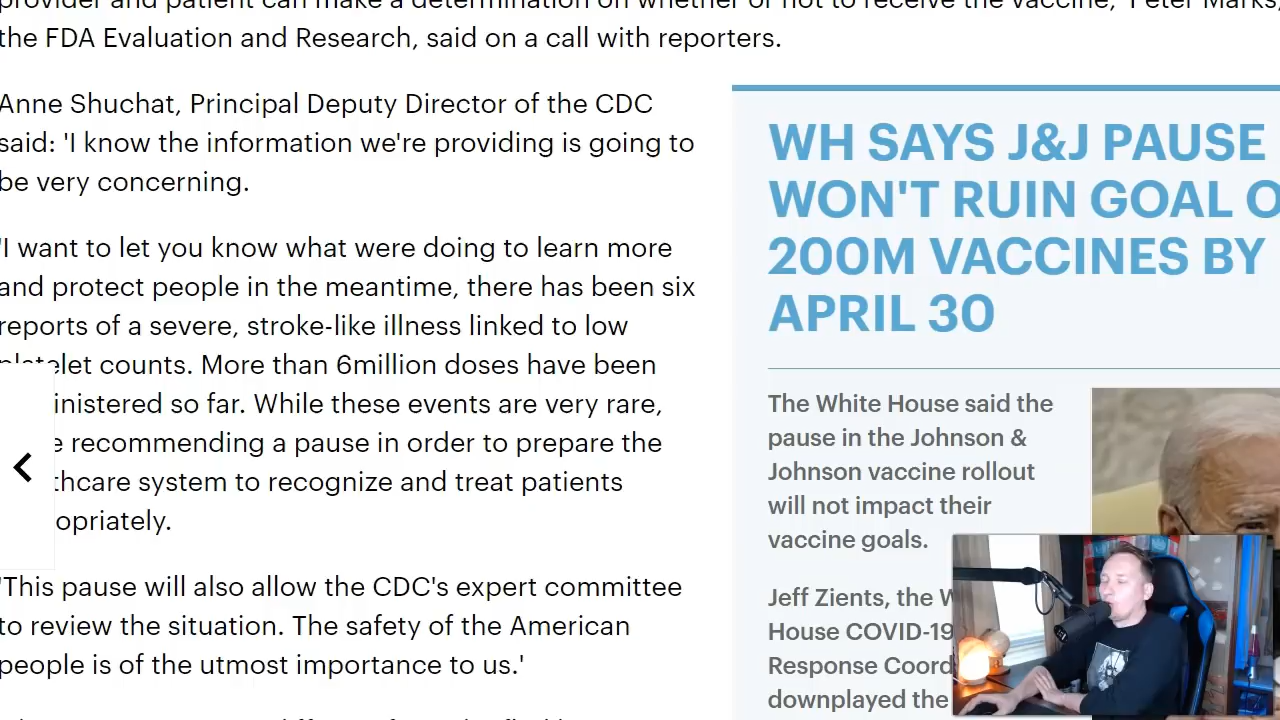 provider and patient can make a determination on whether or not to receive the vaccine,' Peter Marks,
the FDA Evaluation and Research, said on a call with reporters.
Anne Shuchat, Principal Deputy Director of the CDC
said: 'I know the information we're providing is going to
be very concerning.
'I want to let you know what were doing to learn more
and protect people in the meantime, there has been six
reports of a severe, stroke-like illness linked to low
platelet counts. More than 6million doses have been
inistered so far. While these events are very rare,
e recommending a pause in order to prepare the
thcare system to recognize and treat patients
opriately.
'This pause will also allow the CDC's expert committee
to review the situation. The safety of the American
people is of the utmost importance to us.'
WH SAYS J&J PAUSE
WON'T RUIN GOAL O
200M VACCINES BY
APRIL 30
The White House said the
pause in the Johnson &
Johnson vaccine rollout
will not impact their
vaccine goals.
Jeff Zients, the W
House COVID-19
Response Coord
downplayed the